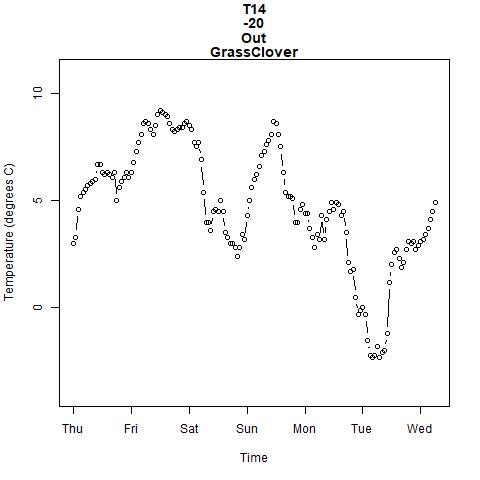 T14
-20
Out
GrassClover
Temperature (degrees C)
10
5
0
Thu Fri Sat Sun Mon Tue Wed
Time